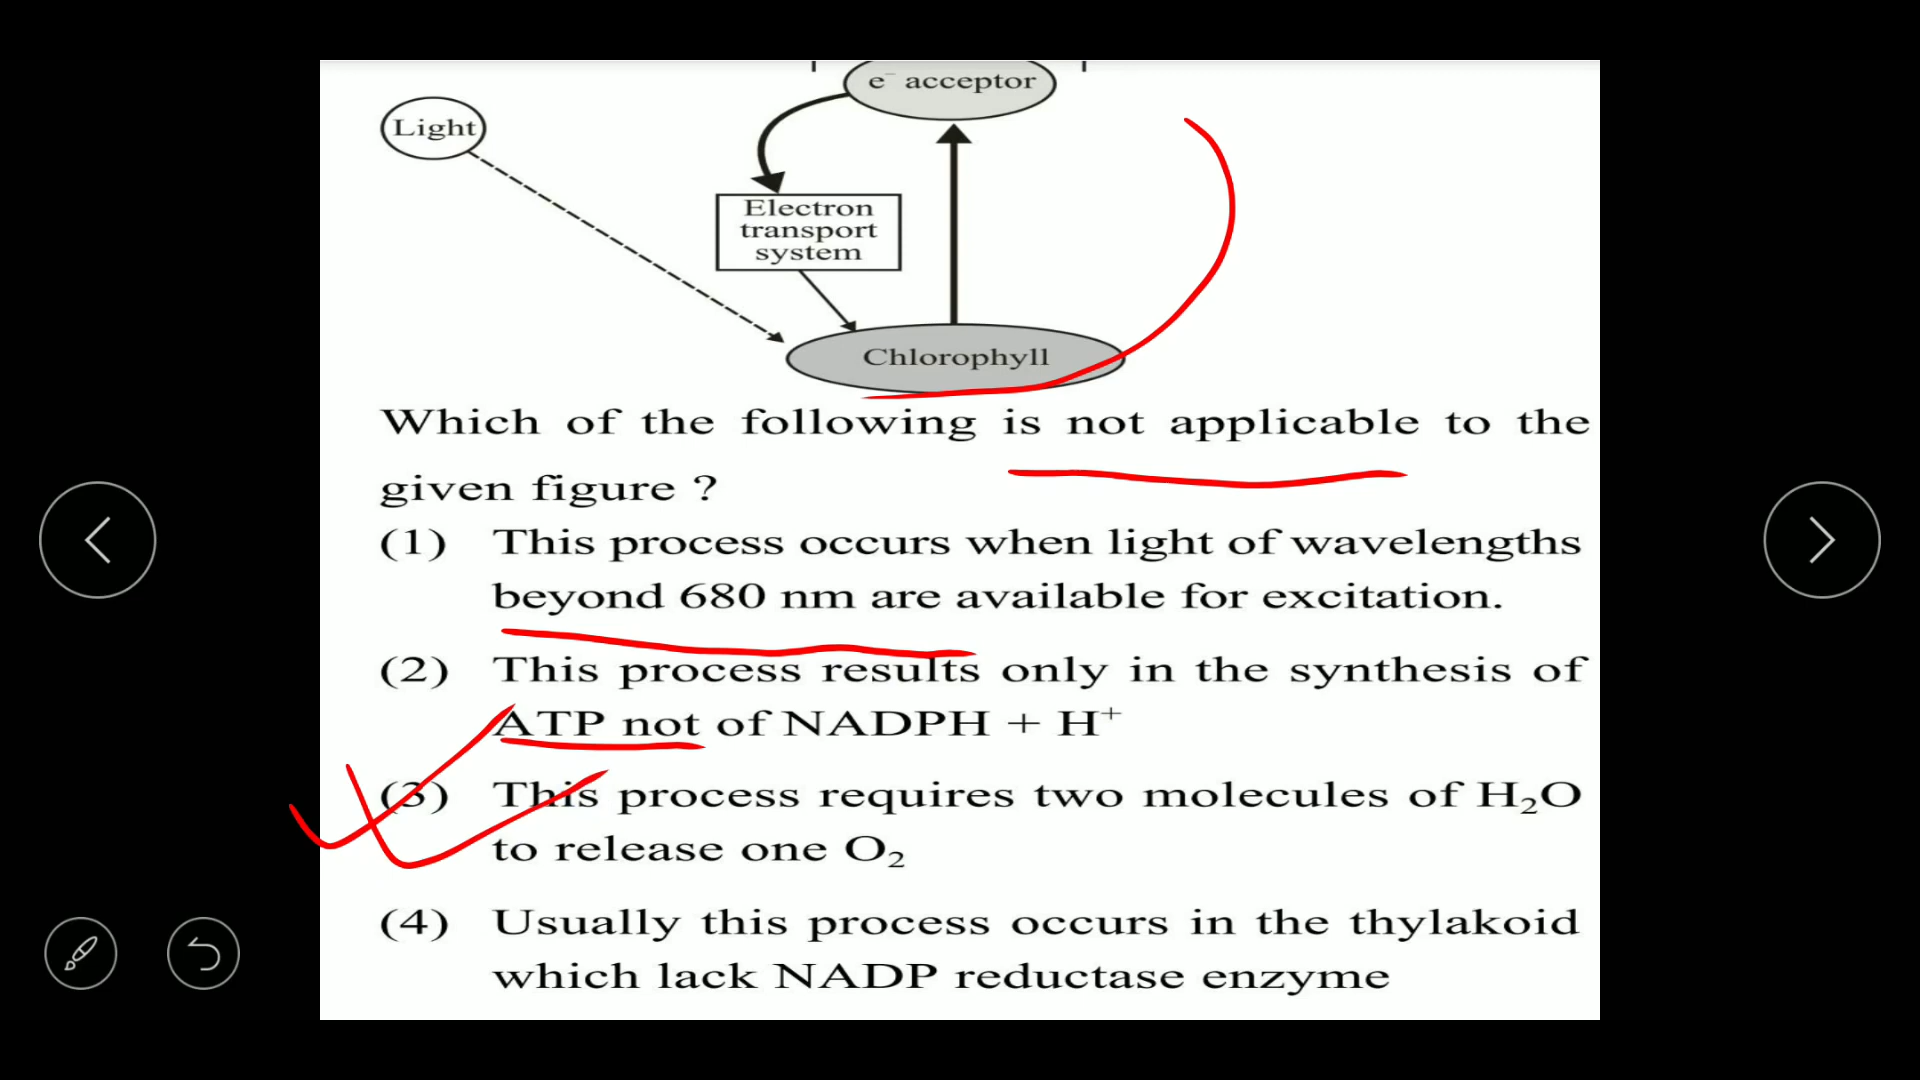 e⁻ acceptor
Light
Electron
transport
system
Chlorophyll
Which of the following is not applicable to the
given figure ?
(1) This process occurs when light of wavelengths
beyond 680 nm are available for excitation.
(2) This process results only in the synthesis of
ATP not of NADPH + H⁺
(3) This process requires two molecules of H₂O
to release one O₂
(4) Usually this process occurs in the thylakoid
which lack NADP reductase enzyme